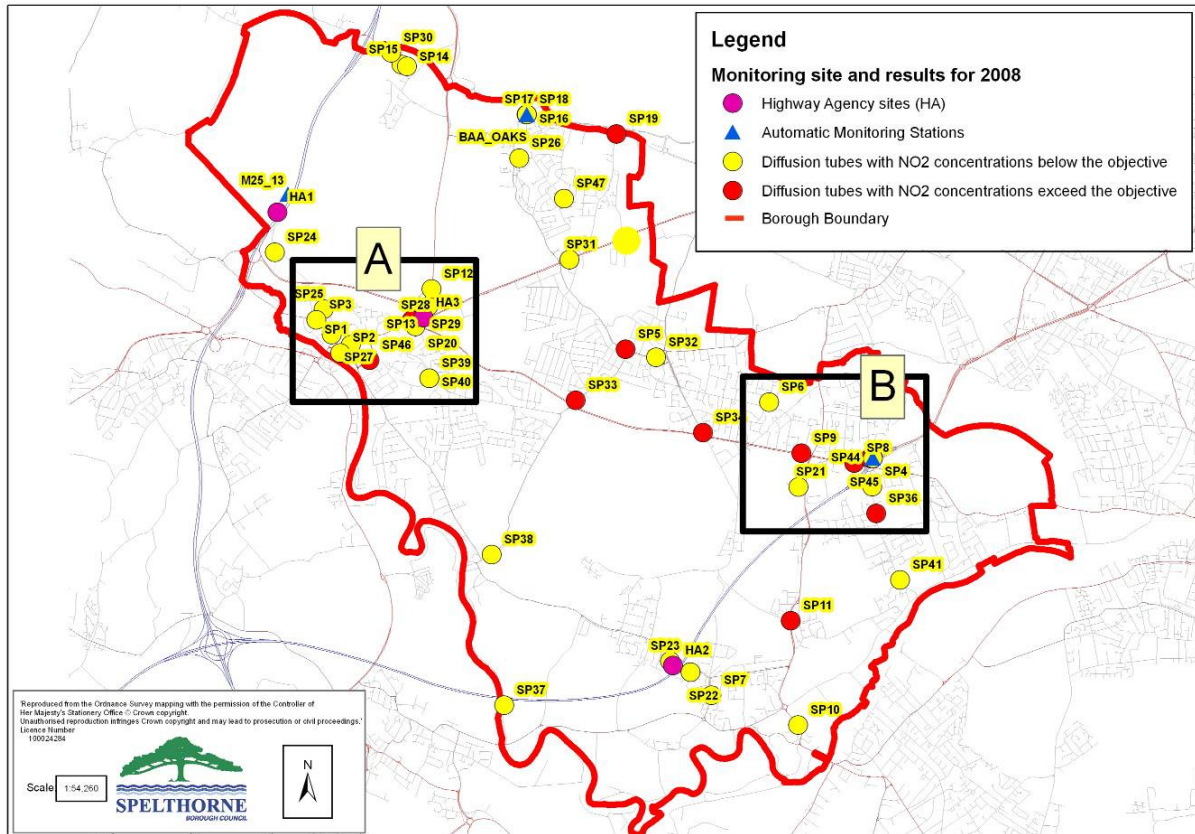 Legend
Monitoring site and results for 2008
Highway Agency sites (HA)
Automatic Monitoring Stations
Diffusion tubes with NO2 concentrations below the objective
Diffusion tubes with NO2 concentrations exceed the objective
Borough Boundary
SP30
SP15
SP14
SP17 SP18
SP16
SP19
BAA_OAKS
SP26
SP47
M25_13
HA1
SP24
SP31
A
SP12
SP25
SP3
SP28
HA3
SP1
SP13
SP29
SP2
SP46
SP20
SP27
SP39
SP40
SP5
SP32
SP33
SP34
B
SP6
SP9
SP8
SP44
SP4
SP21
SP45
SP36
SP38
SP41
SP11
SP23
HA2
SP7
SP22
SP37
SP10
'Reproduced from the Ordnance Survey mapping with the permission of the Controller of
Her Majesty's Stationery Office © Crown copyright.
Unauthorised reproduction infringes Crown copyright and may lead to prosecution or civil proceedings.'
Licence Number
100024284
Scale 1:54,260
SPELTHORNE
BOROUGH COUNCIL
N